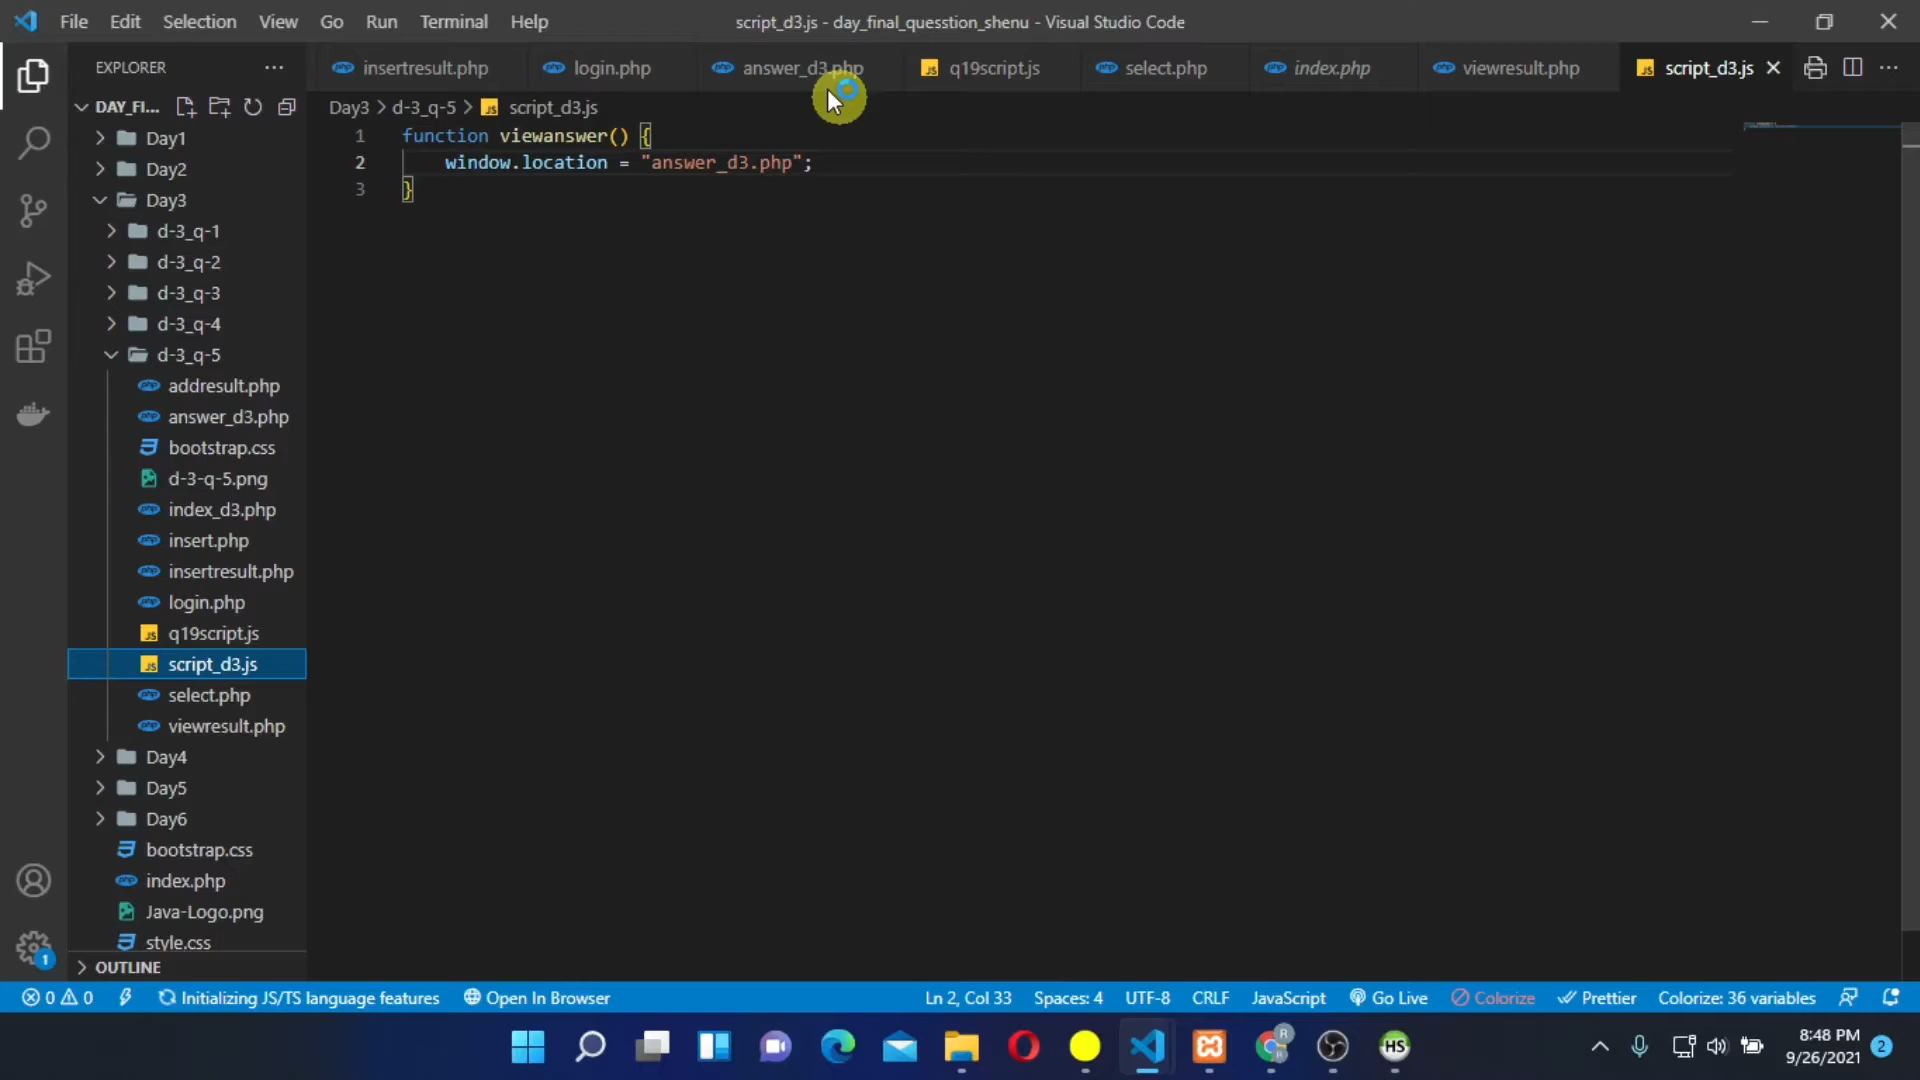 File Edit Selection View Go Run Terminal Help
script_d3.js - day_final_quesstion_shenu - Visual Studio Code
EXPLORER
insertresult.php login.php answer_d3.php q19script.js select.php index.php viewresult.php script_d3.js
DAY_FI...
Day3 > d-3_q-5 > script_d3.js
Day1
Day2
Day3
d-3_q-1
d-3_q-2
d-3_q-3
d-3_q-4
d-3_q-5
addresult.php
answer_d3.php
bootstrap.css
d-3-q-5.png
index_d3.php
insert.php
insertresult.php
login.php
q19script.js
script_d3.js
select.php
viewresult.php
Day4
Day5
Day6
bootstrap.css
index.php
Java-Logo.png
style.css
OUTLINE
1 function viewanswer() {
2 window.location = "answer_d3.php";
3 }
1
0 0 Initializing JS/TS language features Open In Browser Ln 2, Col 33 Spaces: 4 UTF-8 CRLF JavaScript Go Live Colorize Prettier Colorize: 36 variables
R
HS
8:48 PM
9/26/2021
2